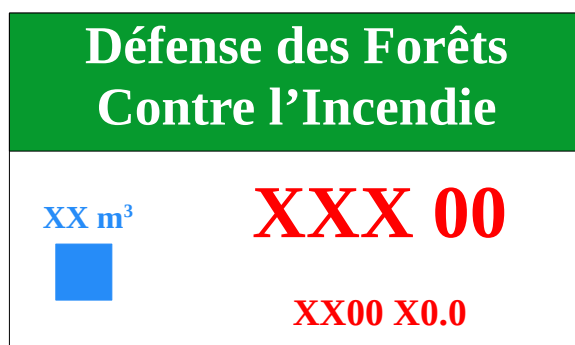 Défense des Forêts
Contre l’Incendie
XX m³
XXX 00
XX00 X0.0